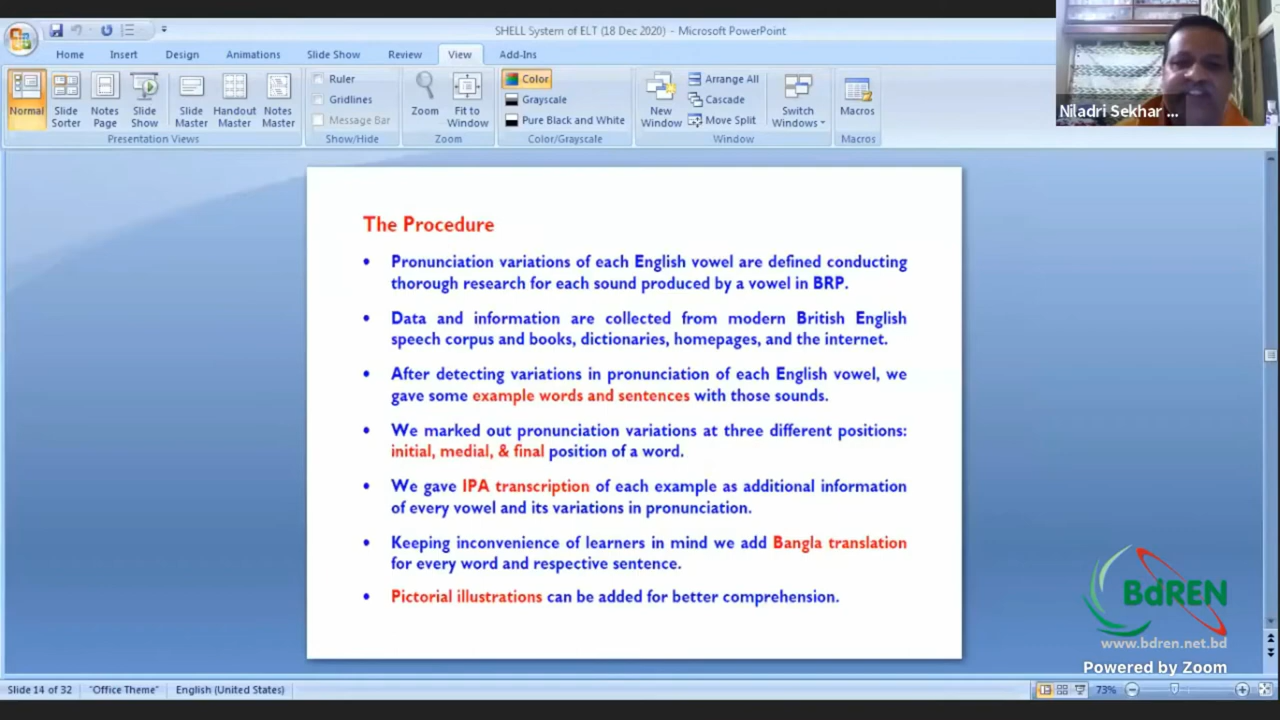 SHELL System of ELT (18 Dec 2020) - Microsoft PowerPoint
Home Insert Design Animations Slide Show Review View Add-Ins
Normal
Slide Sorter
Notes Page
Slide Show
Slide Master
Handout Master
Notes Master
Presentation Views
Ruler
Gridlines
Message Bar
Show/Hide
Zoom
Fit to Window
Zoom
Color
Grayscale
Pure Black and White
Color/Grayscale
New Window
Arrange All
Cascade
Move Split
Switch Windows
Window
Macros
Macros
Niladri Sekhar ...
The Procedure
• Pronunciation variations of each English vowel are defined conducting
thorough research for each sound produced by a vowel in BRP.
• Data and information are collected from modern British English
speech corpus and books, dictionaries, homepages, and the internet.
• After detecting variations in pronunciation of each English vowel, we
gave some example words and sentences with those sounds.
• We marked out pronunciation variations at three different positions:
initial, medial, & final position of a word.
• We gave IPA transcription of each example as additional information
of every vowel and its variations in pronunciation.
• Keeping inconvenience of learners in mind we add Bangla translation
for every word and respective sentence.
• Pictorial illustrations can be added for better comprehension.
BdREN
www.bdren.net.bd
Powered by Zoom
Slide 14 of 32 "Office Theme" English (United States) 73%